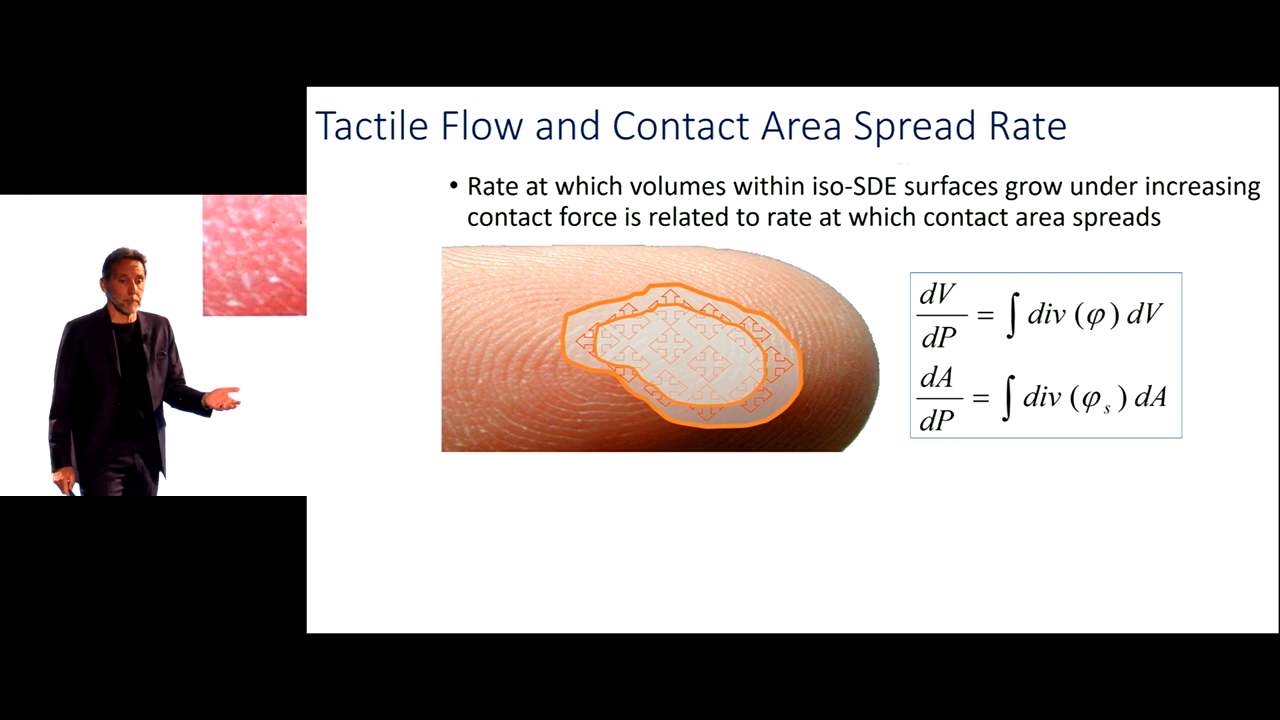 Tactile Flow and Contact Area Spread Rate
• Rate at which volumes within iso-SDE surfaces grow under increasing
contact force is related to rate at which contact area spreads
dV/dP = ∫ div (φ) dV
dA/dP = ∫ div (φ_s) dA